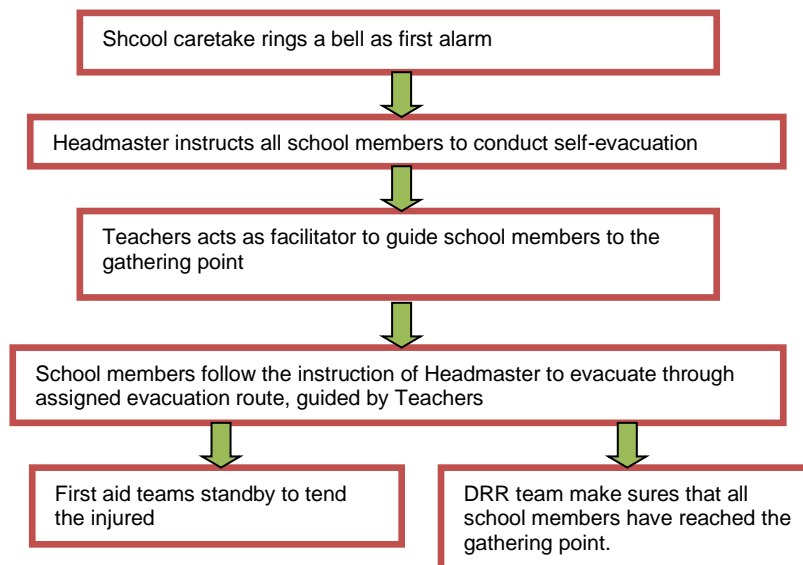 Shcool caretake rings a bell as first alarm
Headmaster instructs all school members to conduct self-evacuation
Teachers acts as facilitator to guide school members to the
gathering point
School members follow the instruction of Headmaster to evacuate through
assigned evacuation route, guided by Teachers
First aid teams standby to tend
the injured
DRR team make sures that all
school members have reached the
gathering point.